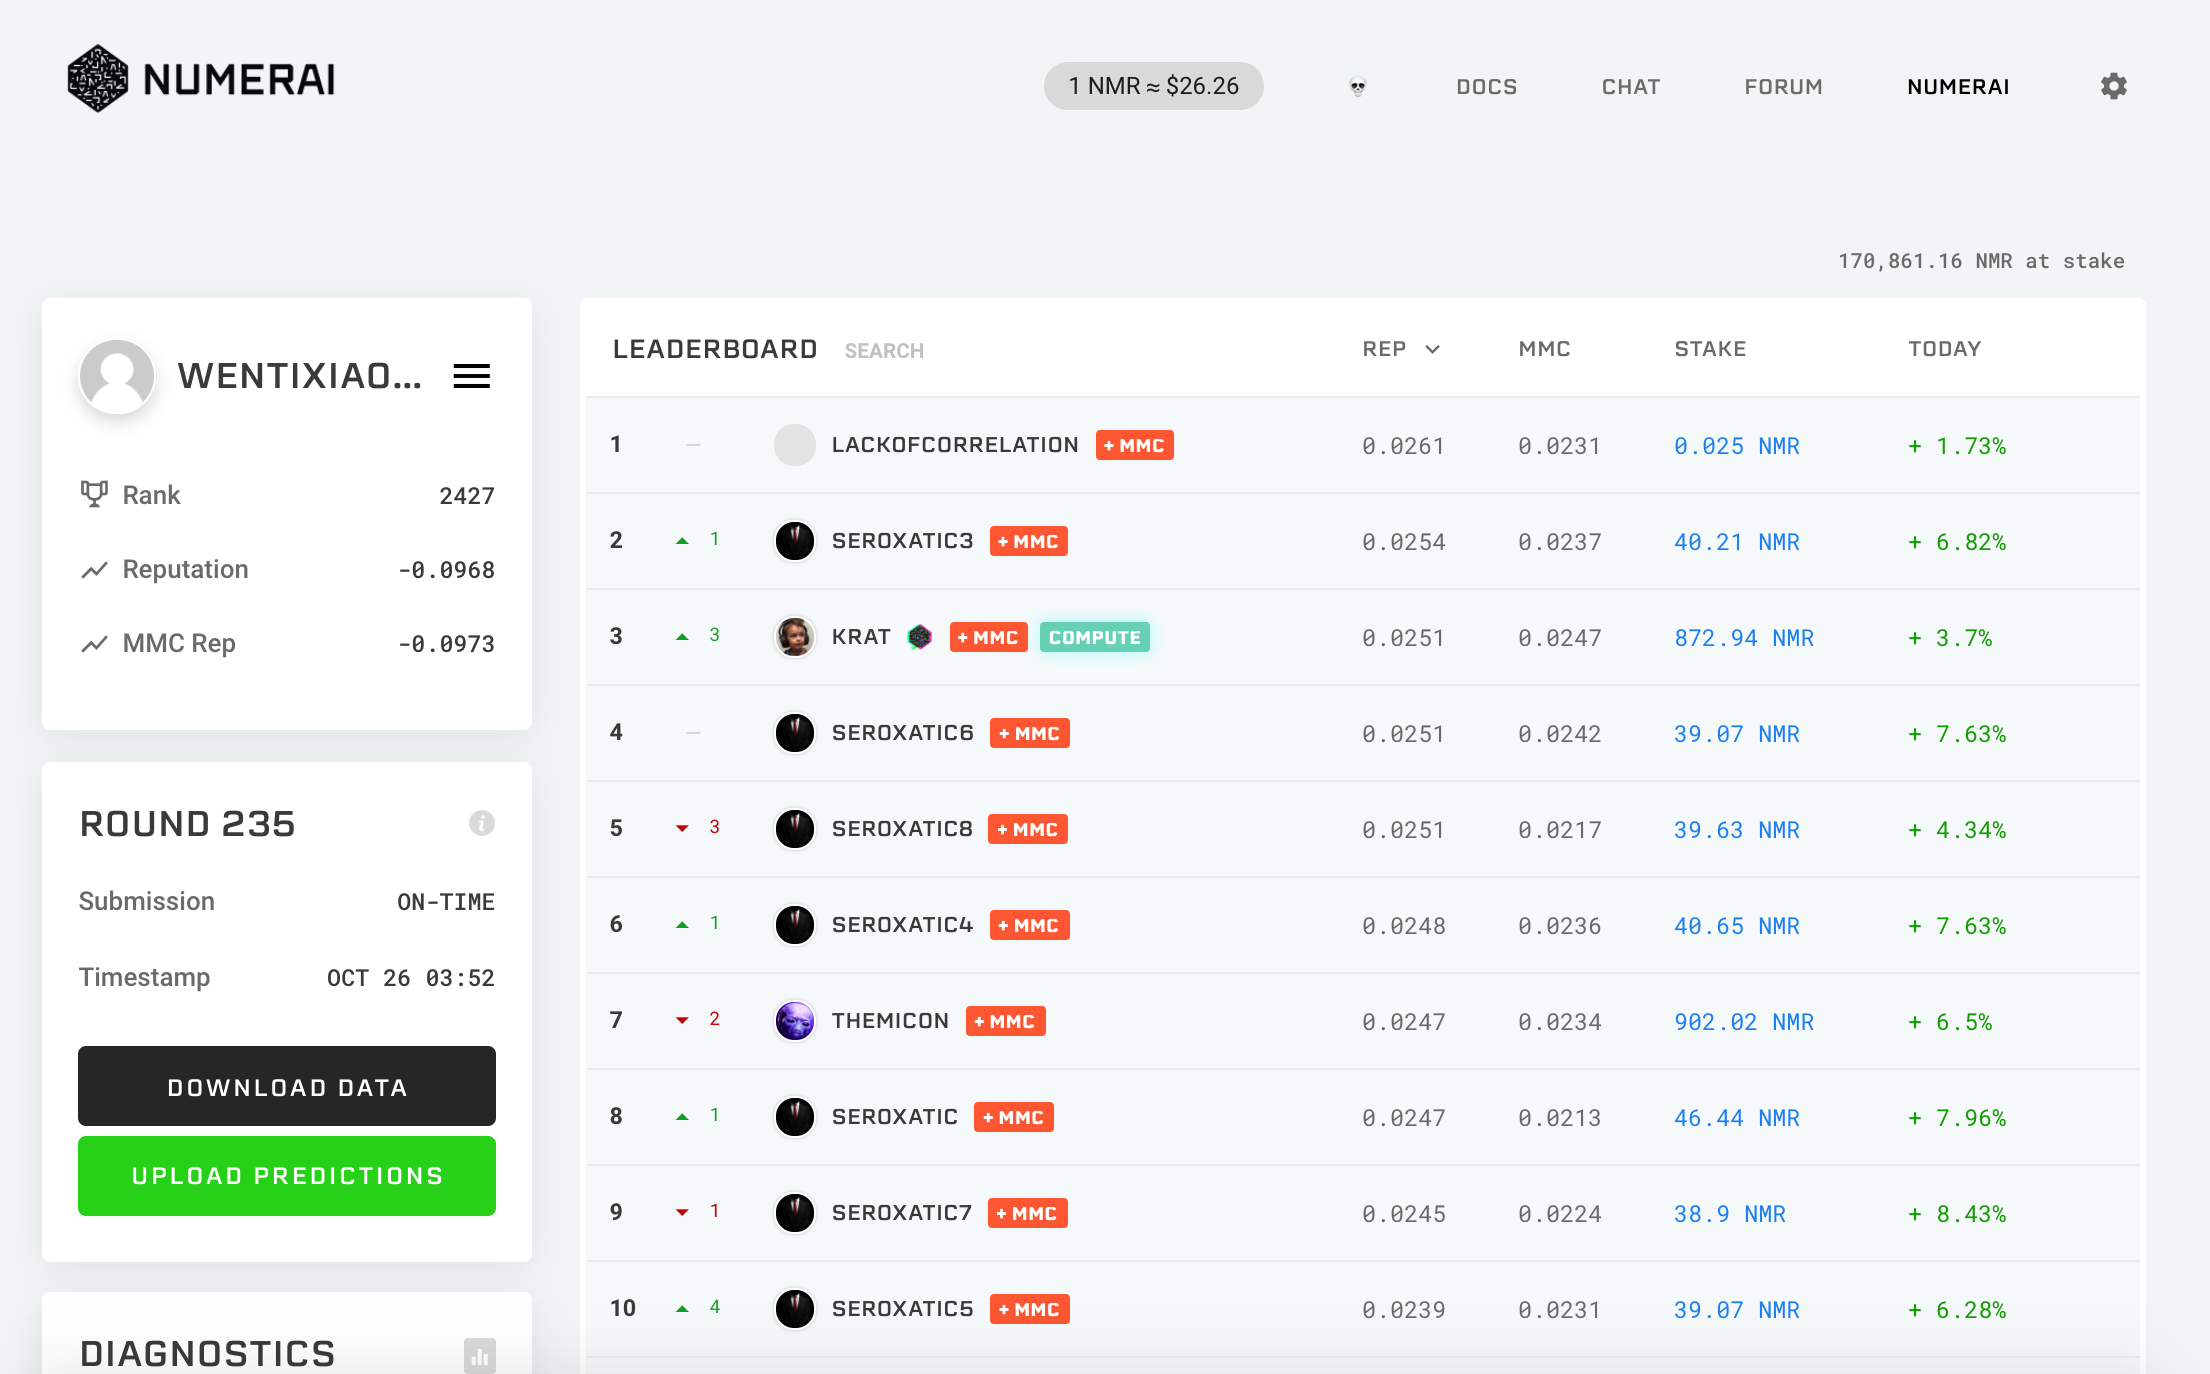 NUMERAI
1 NMR ≈ $26.26
DOCS
CHAT
FORUM
NUMERAI
170,861.16 NMR at stake
WENTIXIAO...
Rank 2427
Reputation -0.0968
MMC Rep -0.0973
ROUND 235
Submission ON-TIME
Timestamp OCT 26 03:52
DOWNLOAD DATA
UPLOAD PREDICTIONS
DIAGNOSTICS
LEADERBOARD SEARCH REP MMC STAKE TODAY
1 – LACKOFCORRELATION + MMC 0.0261 0.0231 0.025 NMR + 1.73%
2 1 SEROXATIC3 + MMC 0.0254 0.0237 40.21 NMR + 6.82%
3 3 KRAT + MMC COMPUTE 0.0251 0.0247 872.94 NMR + 3.7%
4 – SEROXATIC6 + MMC 0.0251 0.0242 39.07 NMR + 7.63%
5 3 SEROXATIC8 + MMC 0.0251 0.0217 39.63 NMR + 4.34%
6 1 SEROXATIC4 + MMC 0.0248 0.0236 40.65 NMR + 7.63%
7 2 THEMICON + MMC 0.0247 0.0234 902.02 NMR + 6.5%
8 1 SEROXATIC + MMC 0.0247 0.0213 46.44 NMR + 7.96%
9 1 SEROXATIC7 + MMC 0.0245 0.0224 38.9 NMR + 8.43%
10 4 SEROXATIC5 + MMC 0.0239 0.0231 39.07 NMR + 6.28%